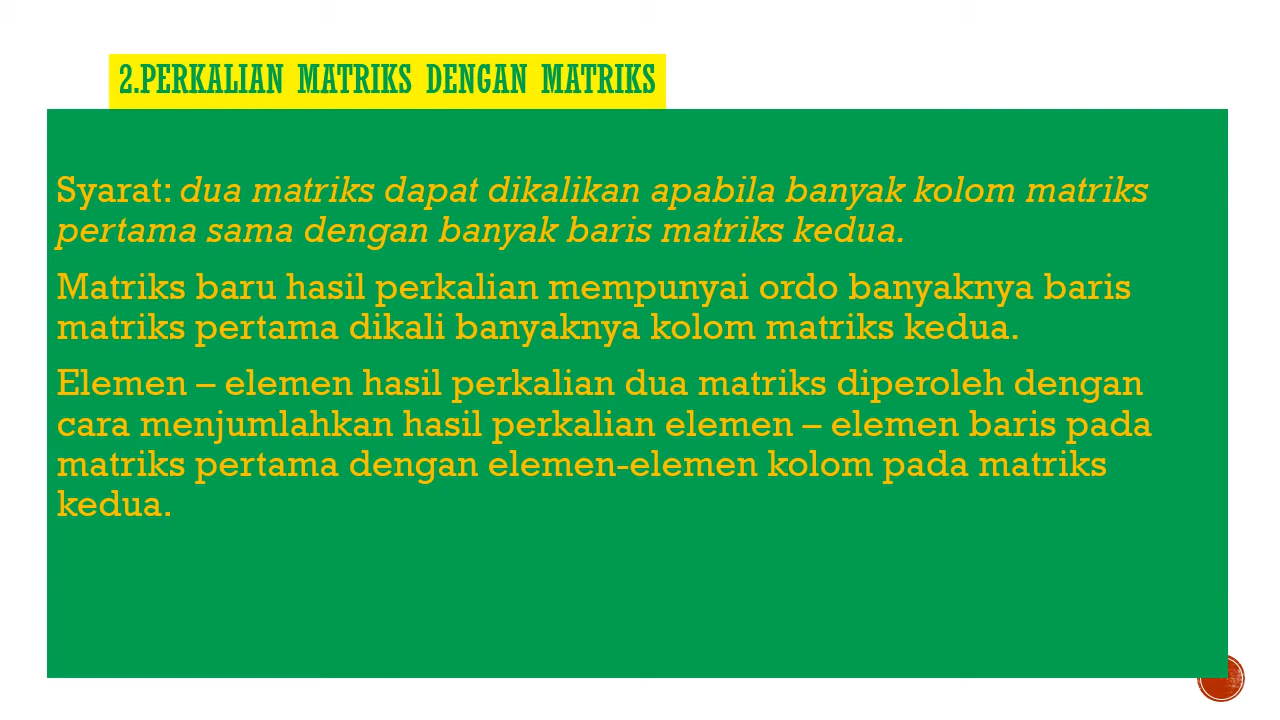 2.PERKALIAN MATRIKS DENGAN MATRIKS
Syarat: dua matriks dapat dikalikan apabila banyak kolom matriks
pertama sama dengan banyak baris matriks kedua.
Matriks baru hasil perkalian mempunyai ordo banyaknya baris
matriks pertama dikali banyaknya kolom matriks kedua.
Elemen – elemen hasil perkalian dua matriks diperoleh dengan
cara menjumlahkan hasil perkalian elemen – elemen baris pada
matriks pertama dengan elemen-elemen kolom pada matriks
kedua.